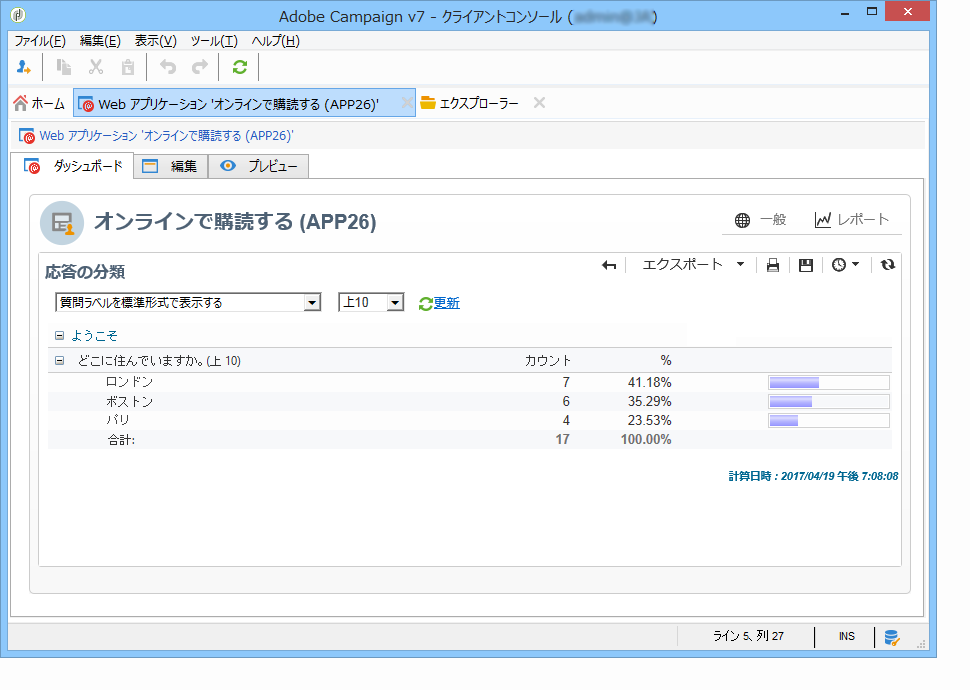 Adobe Campaign v7 - クライアントコンソール ( )
ファイル(F) 編集(E) 表示(V) ツール(T) ヘルプ(H)
ホーム Web アプリケーション 'オンラインで購読する (APP26)' エクスプローラー
Web アプリケーション 'オンラインで購読する (APP26)'
ダッシュボード 編集 プレビュー
オンラインで購読する (APP26) 一般 レポート
応答の分類 エクスポート
質問ラベルを標準形式で表示する 上10 更新
ようこそ
どこに住んでいますか。(上 10) カウント %
ロンドン 7 41.18%
ボストン 6 35.29%
パリ 4 23.53%
合計: 17 100.00%
計算日時 : 2017/04/19 午後 7:08:08
ライン 5、列 27 INS